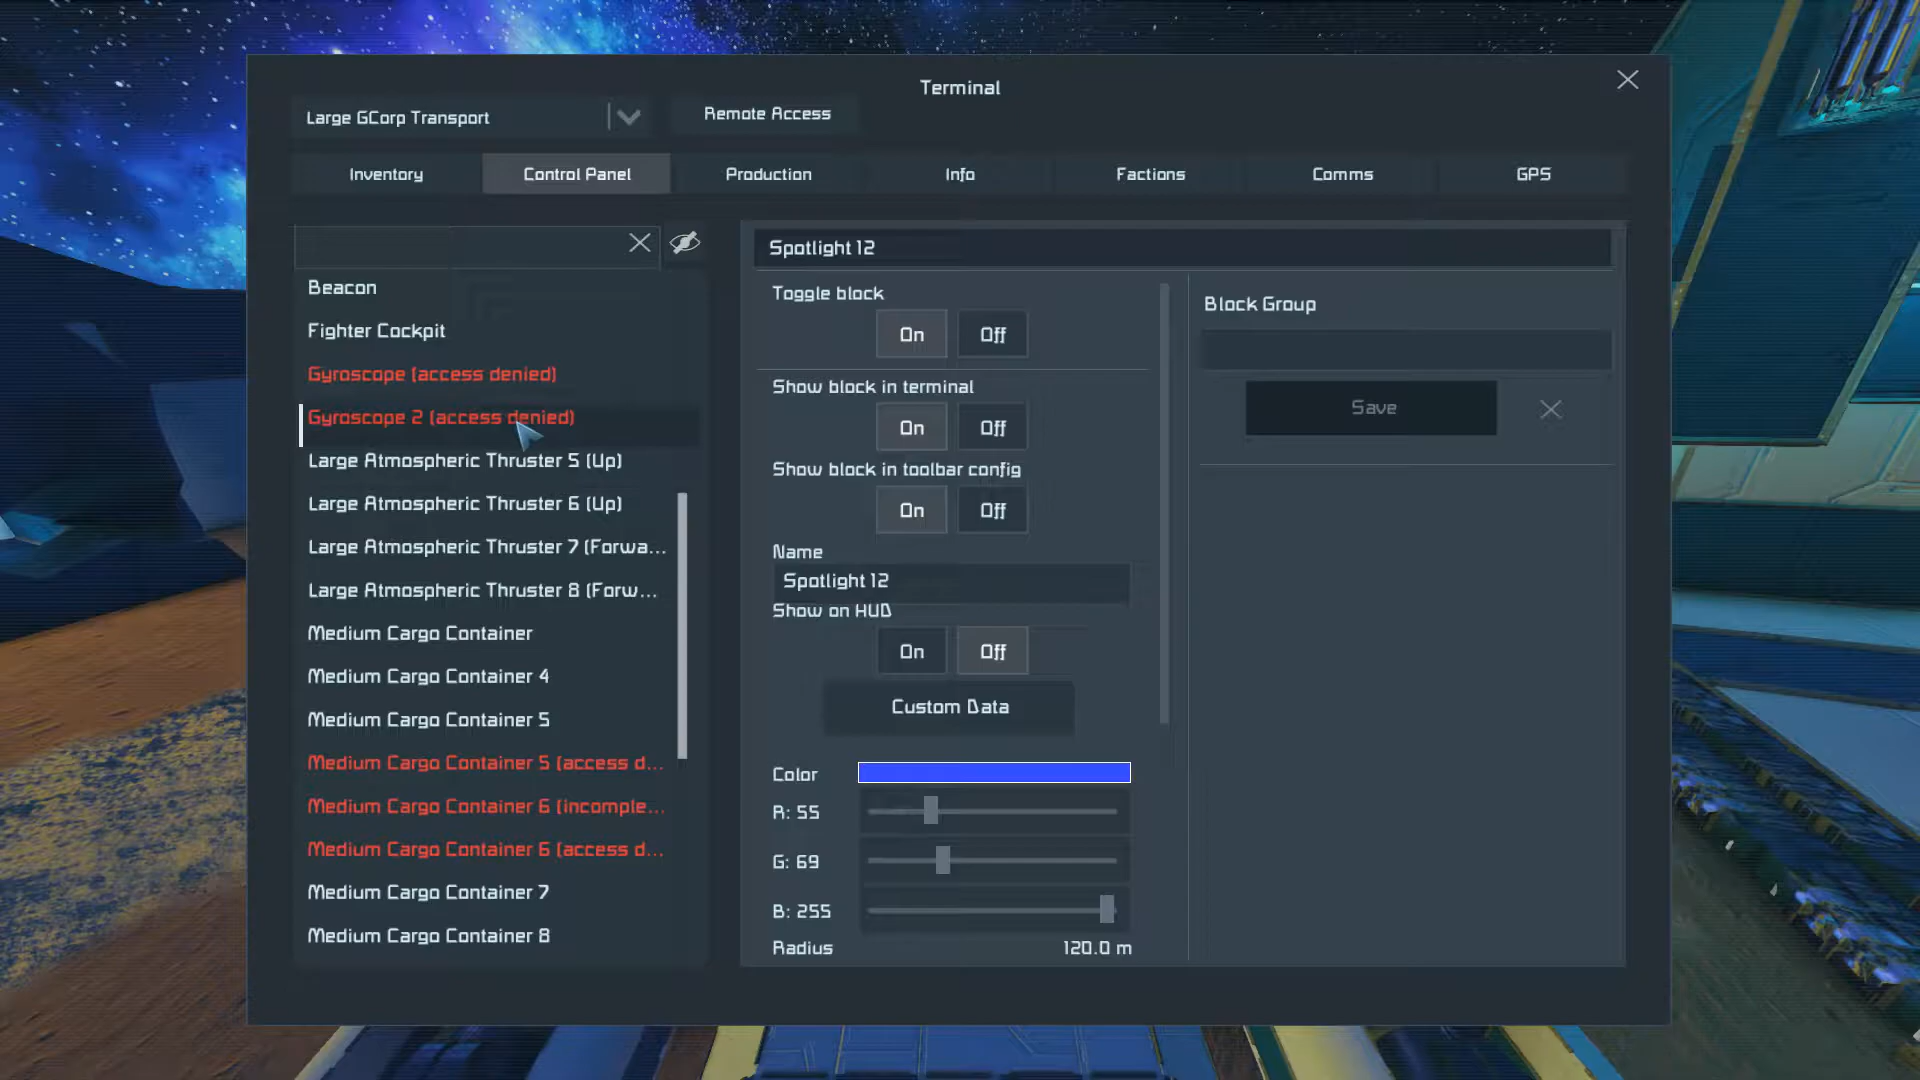 Terminal
Large GCorp Transport
Remote Access
Inventory
Control Panel
Production
Info
Factions
Comms
GPS
Beacon
Fighter Cockpit
Gyroscope (access denied)
Gyroscope 2 (access denied)
Large Atmospheric Thruster 5 (Up)
Large Atmospheric Thruster 6 (Up)
Large Atmospheric Thruster 7 (Forwa...
Large Atmospheric Thruster 8 (Forw...
Medium Cargo Container
Medium Cargo Container 4
Medium Cargo Container 5
Medium Cargo Container 5 (access d...
Medium Cargo Container 6 (incomple...
Medium Cargo Container 6 (access d...
Medium Cargo Container 7
Medium Cargo Container 8
Spotlight 12
Toggle block
On Off
Show block in terminal
On Off
Show block in toolbar config
On Off
Name
Spotlight 12
Show on HUD
On Off
Custom Data
Color
R: 55
G: 69
B: 255
Radius 120.0 m
Block Group
Save